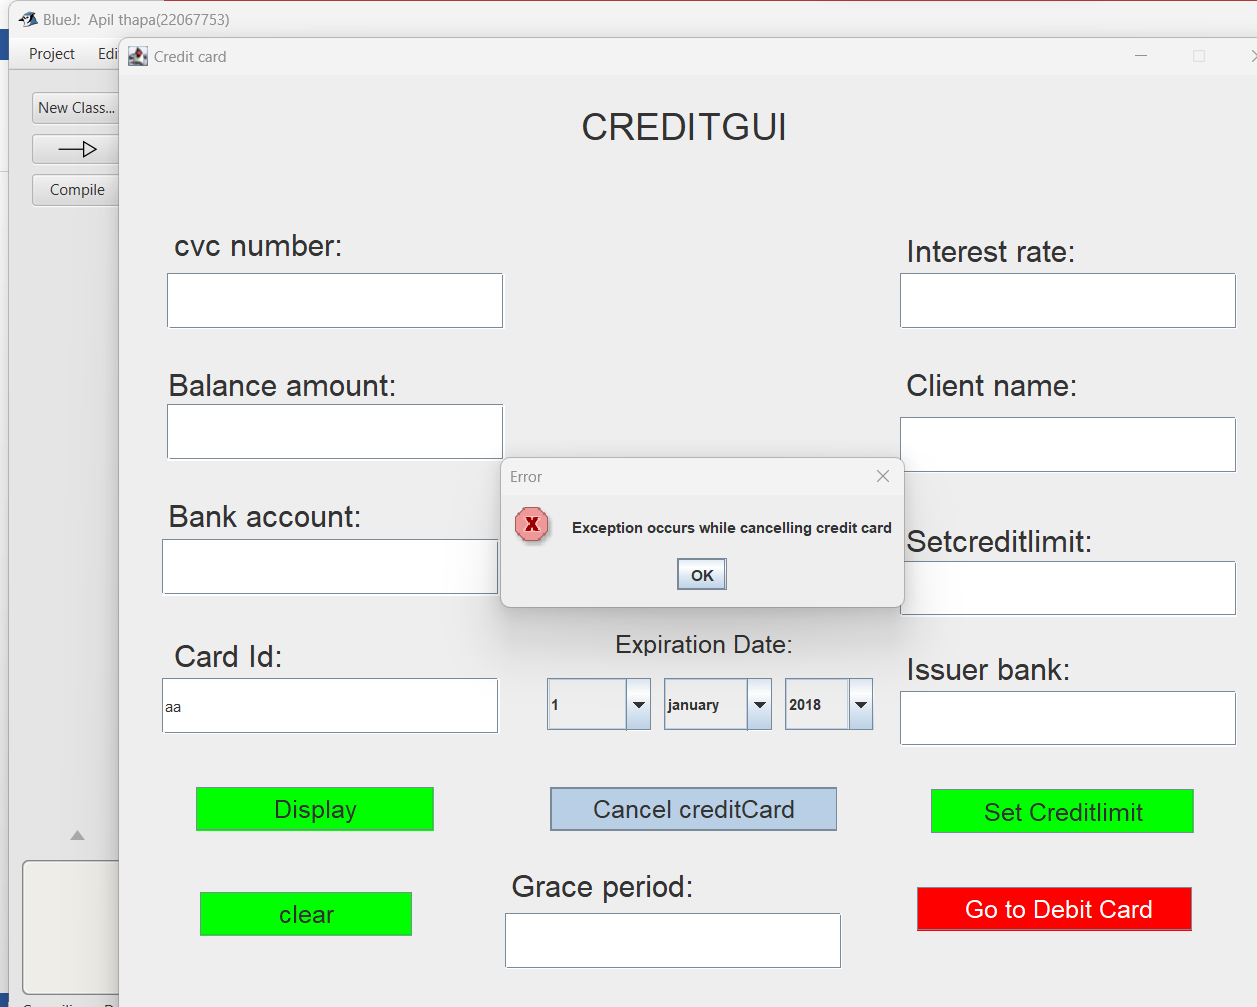 BlueJ: Apil thapa(22067753)
Project Edi
Credit card
New Class...
Compile
CREDITGUI
cvc number:
Interest rate:
Balance amount:
Client name:
Error
Exception occurs while cancelling credit card
OK
Bank account:
Setcreditlimit:
Card Id:
aa
Expiration Date:
1 january 2018
Issuer bank:
Display
Cancel creditCard
Set Creditlimit
clear
Grace period:
Go to Debit Card